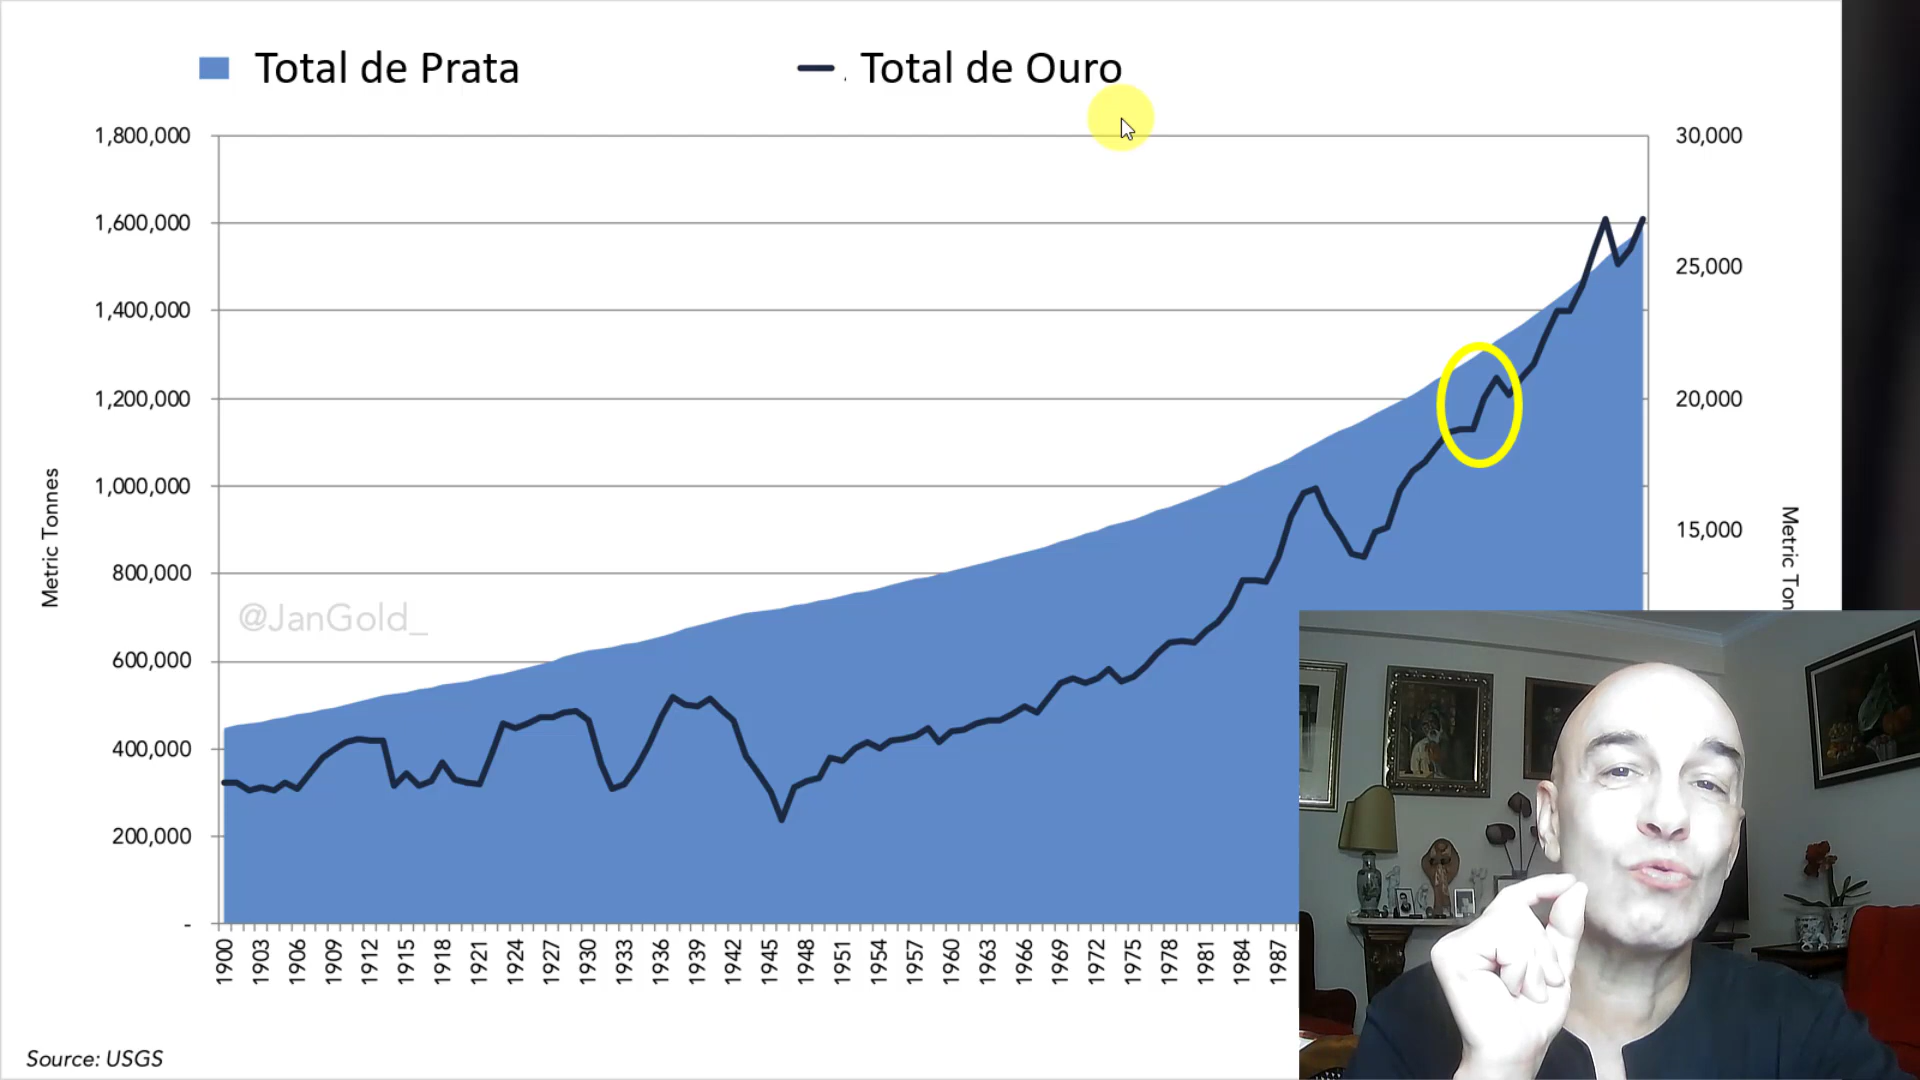 Total de Prata
Total de Ouro
1,800,000
1,600,000
1,400,000
1,200,000
1,000,000
800,000
600,000
400,000
200,000
-
30,000
25,000
20,000
15,000
Metric Tonnes
Metric Ton
@JanGold_
1900 1903 1906 1909 1912 1915 1918 1921 1924 1927 1930 1933 1936 1939 1942 1945 1948 1951 1954 1957 1960 1963 1966 1969 1972 1975 1978 1981 1984 1987
Source: USGS